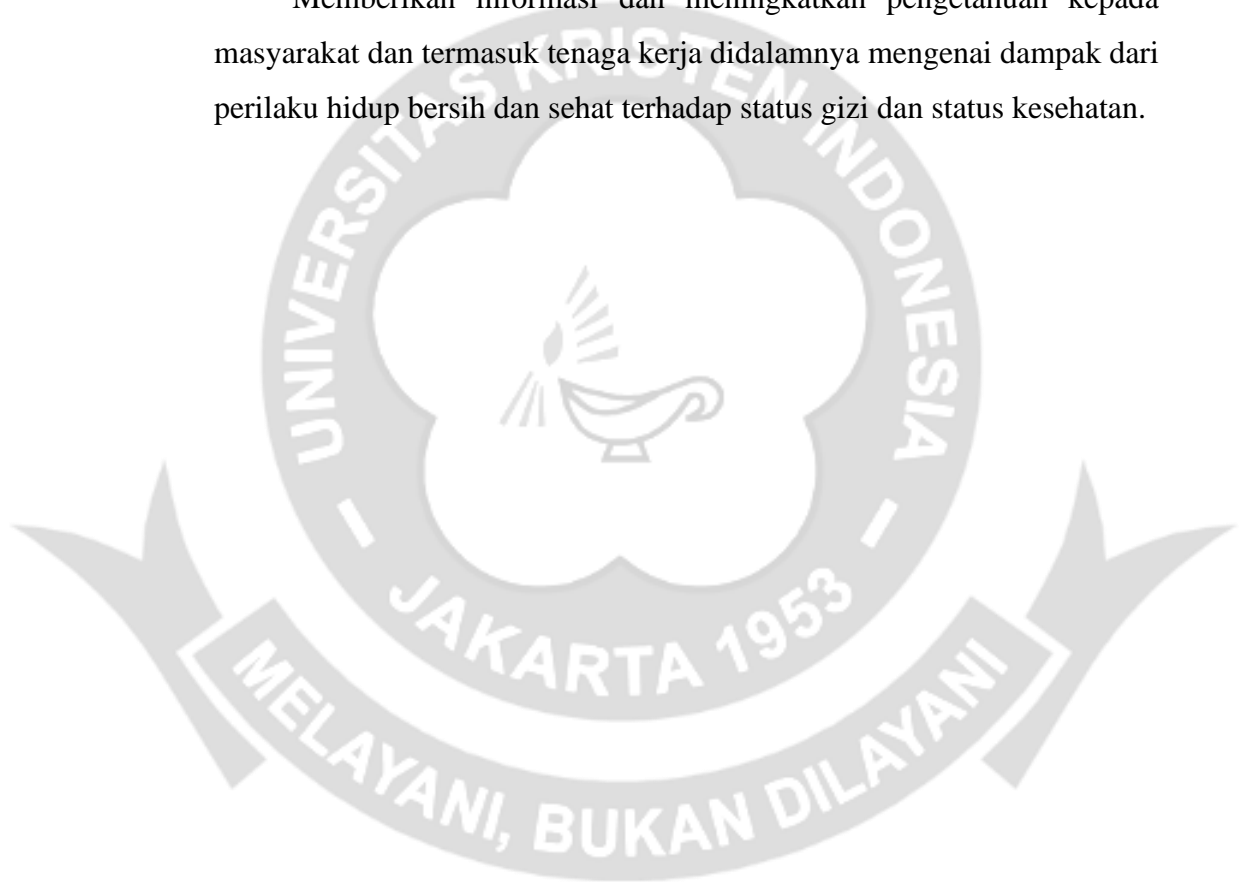 Memberikan informasi dan meningkatkan pengetahuan kepada
masyarakat dan termasuk tenaga kerja didalamnya mengenai dampak dari
perilaku hidup bersih dan sehat terhadap status gizi dan status kesehatan.
UNIVERSITAS KRISTEN INDONESIA
JAKARTA 1953
MELAYANI, BUKAN DILAYANI